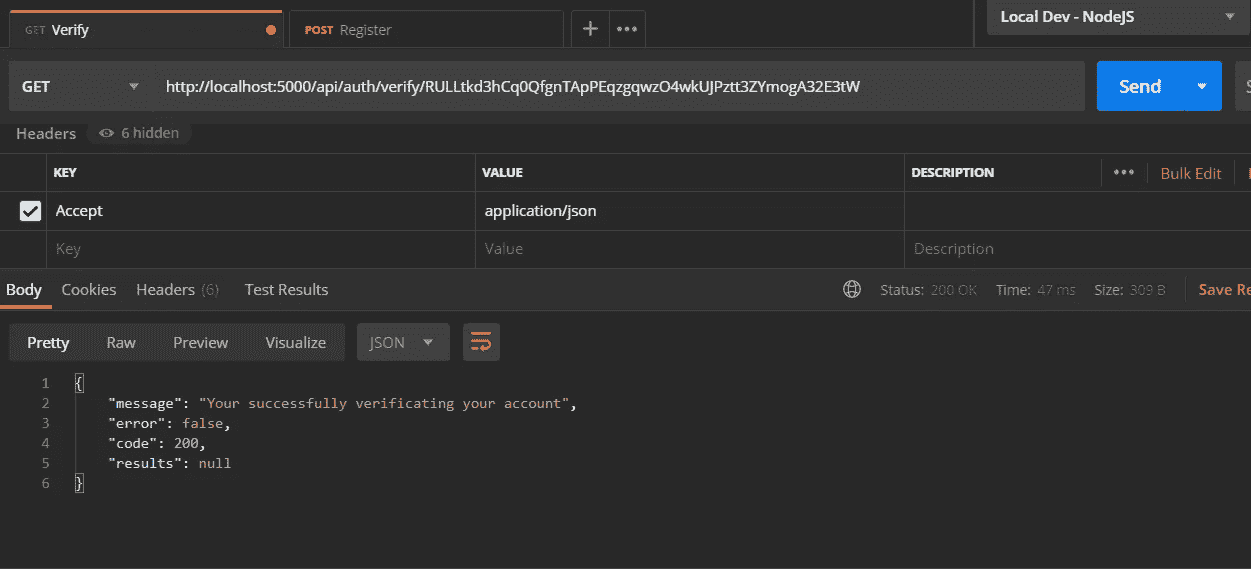 GET Verify POST Register Local Dev - NodeJS
GET http://localhost:5000/api/auth/verify/RULLtkd3hCq0QfgnTApPEqzgqwzO4wkUJPztt3ZYmogA32E3tW Send S
Headers 6 hidden
KEY VALUE DESCRIPTION Bulk Edit
Accept application/json
Key Value Description
Body Cookies Headers (6) Test Results Status: 200 OK Time: 47 ms Size: 309 B Save Re
Pretty Raw Preview Visualize JSON
1 {
2 "message": "Your successfully verificating your account",
3 "error": false,
4 "code": 200,
5 "results": null
6 }